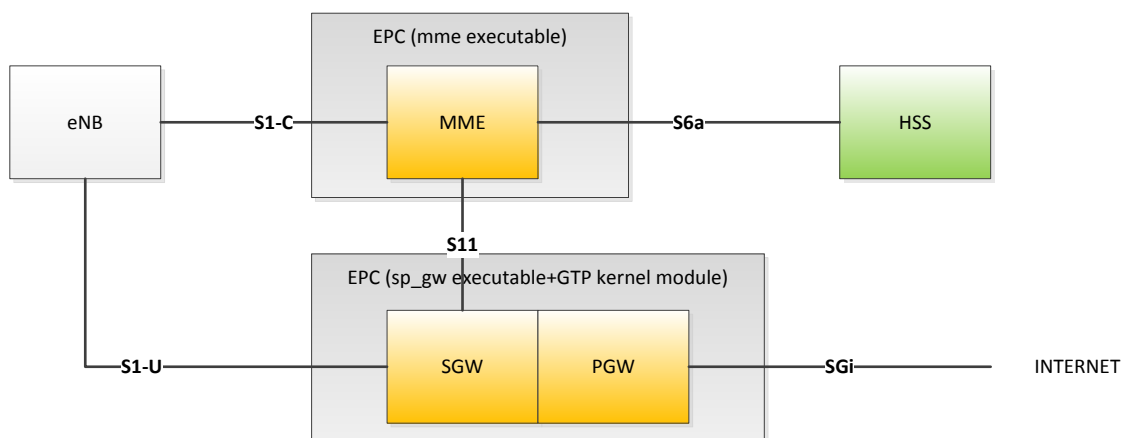 EPC (mme executable)
eNB
S1-C
MME
S6a
HSS
S11
EPC (sp_gw executable+GTP kernel module)
S1-U
SGW
PGW
SGi
INTERNET